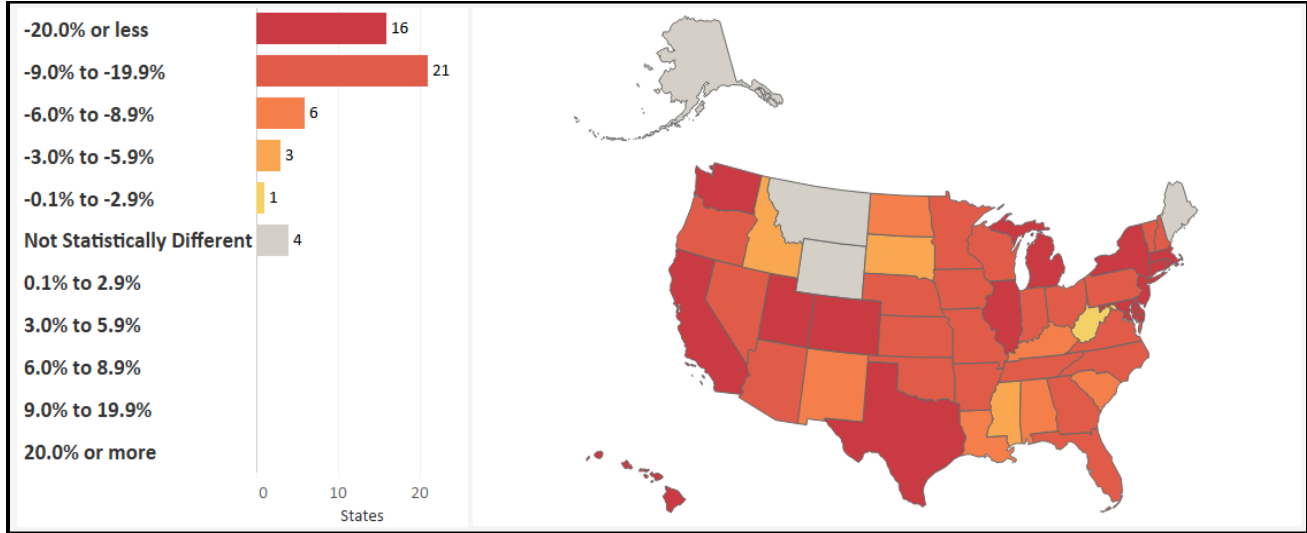 -20.0% or less 16
-9.0% to -19.9% 21
-6.0% to -8.9% 6
-3.0% to -5.9% 3
-0.1% to -2.9% 1
Not Statistically Different 4
0.1% to 2.9%
3.0% to 5.9%
6.0% to 8.9%
9.0% to 19.9%
20.0% or more
0 10 20
States